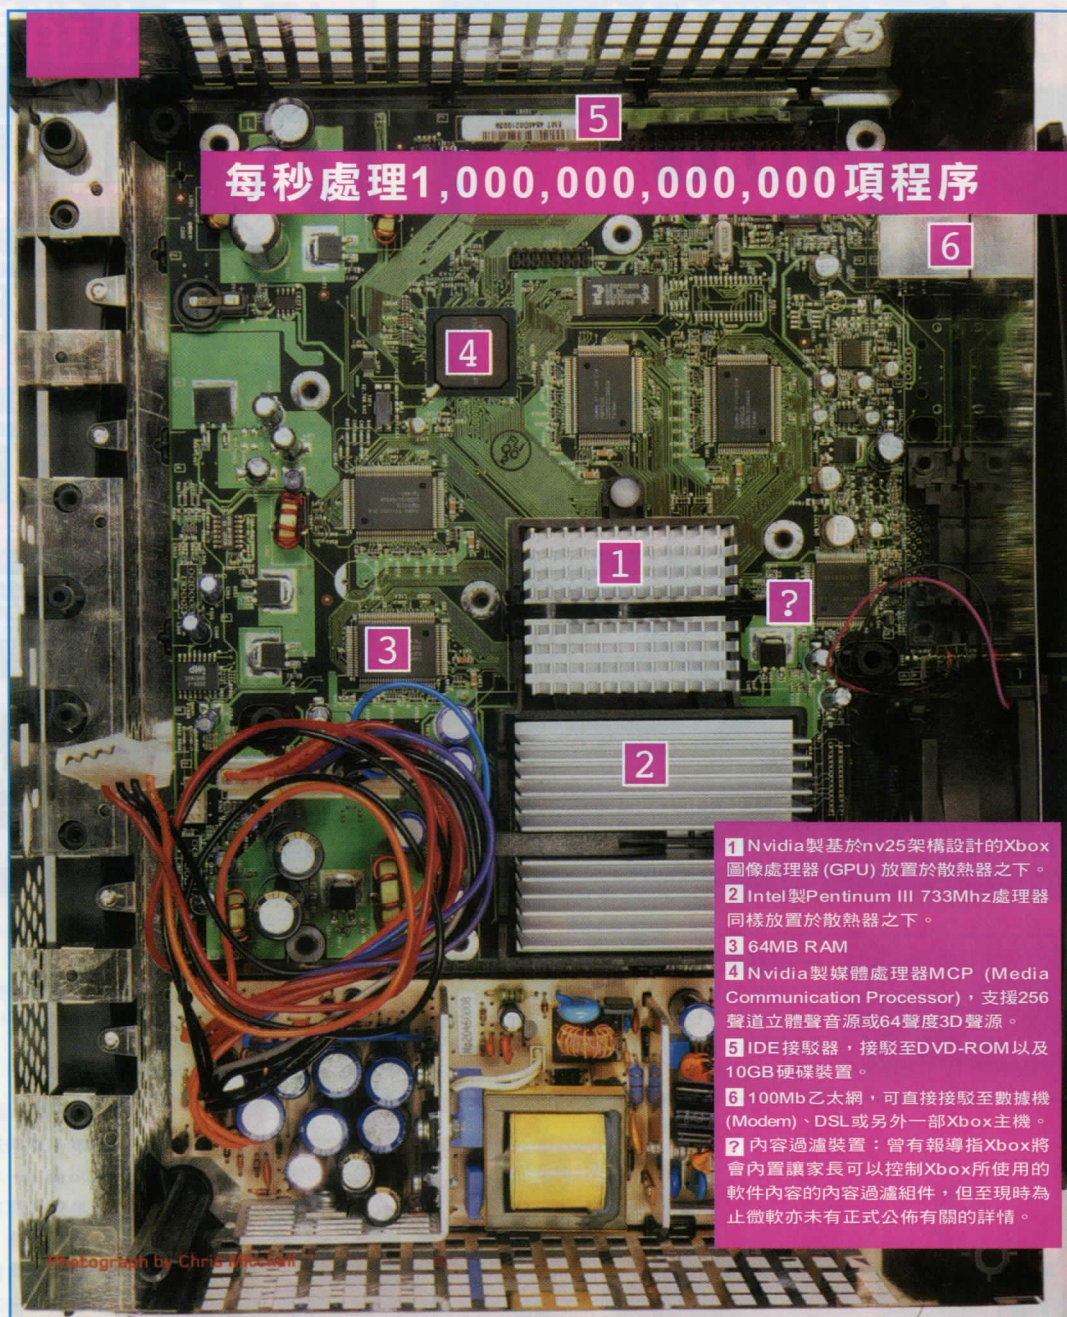 5
每秒處理1,000,000,000,000項程序
6
4
1
?
3
2
1 Nvidia製基於nv25架構設計的Xbox
圖像處理器 (GPU) 放置於散熱器之下。
2 Intel製Pentinum III 733Mhz處理器
同樣放置於散熱器之下。
3 64MB RAM
4 Nvidia製媒體處理器MCP (Media
Communication Processor)，支援256
聲道立體聲音源或64聲度3D聲源。
5 IDE接駁器，接駁至DVD-ROM以及
10GB硬碟裝置。
6 100Mb乙太網，可直接接駁至數據機
(Modem)、DSL或另外一部Xbox主機。
? 內容過濾裝置：曾有報導指Xbox將
會內置讓家長可以控制Xbox所使用的
軟件內容的內容過濾組件，但至現時為
止微軟亦未有正式公佈有關的詳情。
Photograph by Chris Mitchell